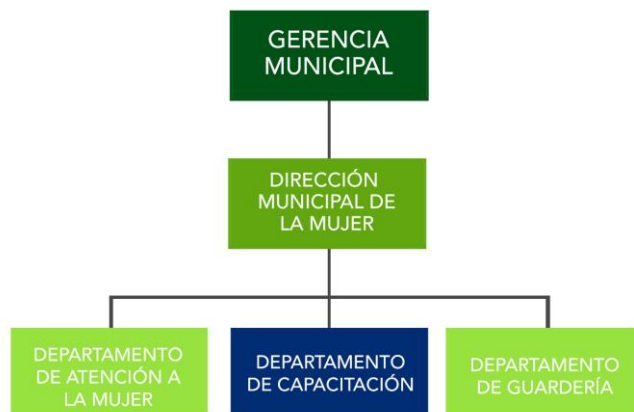 GERENCIA
MUNICIPAL
DIRECCIÓN
MUNICIPAL DE
LA MUJER
DEPARTAMENTO
DE ATENCIÓN A
LA MUJER
DEPARTAMENTO
DE CAPACITACIÓN
DEPARTAMENTO
DE GUARDERÍA